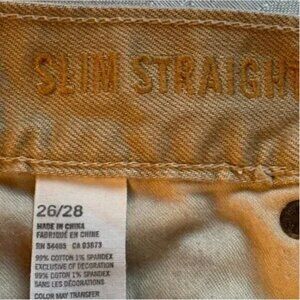 SLIM STRAIGHT
26/28
MADE IN CHINA
FABRIQUÉ EN CHINE
RN 54485 CA 03873
99% COTTON 1% SPANDEX
EXCLUSIVE OF DECORATION
99% COTON 1% SPANDEX
SANS LES DÉCORATIONS
COLOR MAY TRANSFER